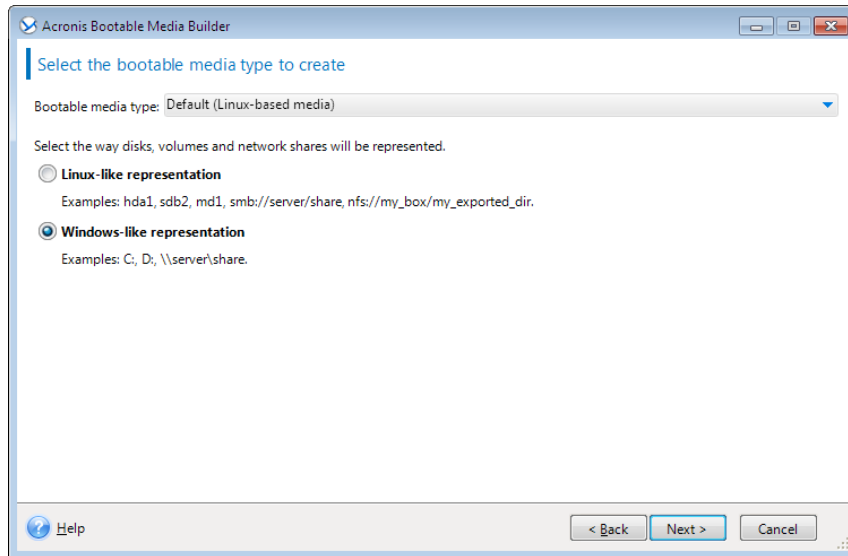 Acronis Bootable Media Builder
Select the bootable media type to create
Bootable media type: Default (Linux-based media)
Select the way disks, volumes and network shares will be represented.
Linux-like representation
Examples: hda1, sdb2, md1, smb://server/share, nfs://my_box/my_exported_dir.
Windows-like representation
Examples: C:, D:, \\server\share.
? Help < Back Next > Cancel